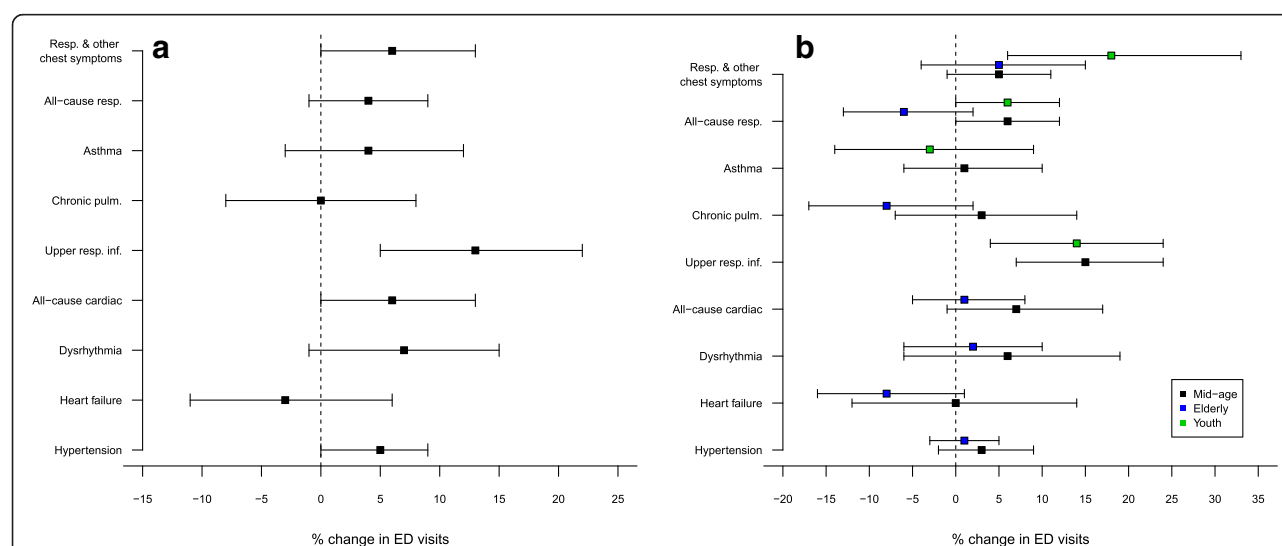 a
Resp. & other
chest symptoms
All−cause resp.
Asthma
Chronic pulm.
Upper resp. inf.
All−cause cardiac
Dysrhythmia
Heart failure
Hypertension
−15 −10 −5 0 5 10 15 20 25
% change in ED visits
b
Resp. & other
chest symptoms
All−cause resp.
Asthma
Chronic pulm.
Upper resp. inf.
All−cause cardiac
Dysrhythmia
Heart failure
Hypertension
Mid−age
Elderly
Youth
−20 −15 −10 −5 0 5 10 15 20 25 30 35
% change in ED visits